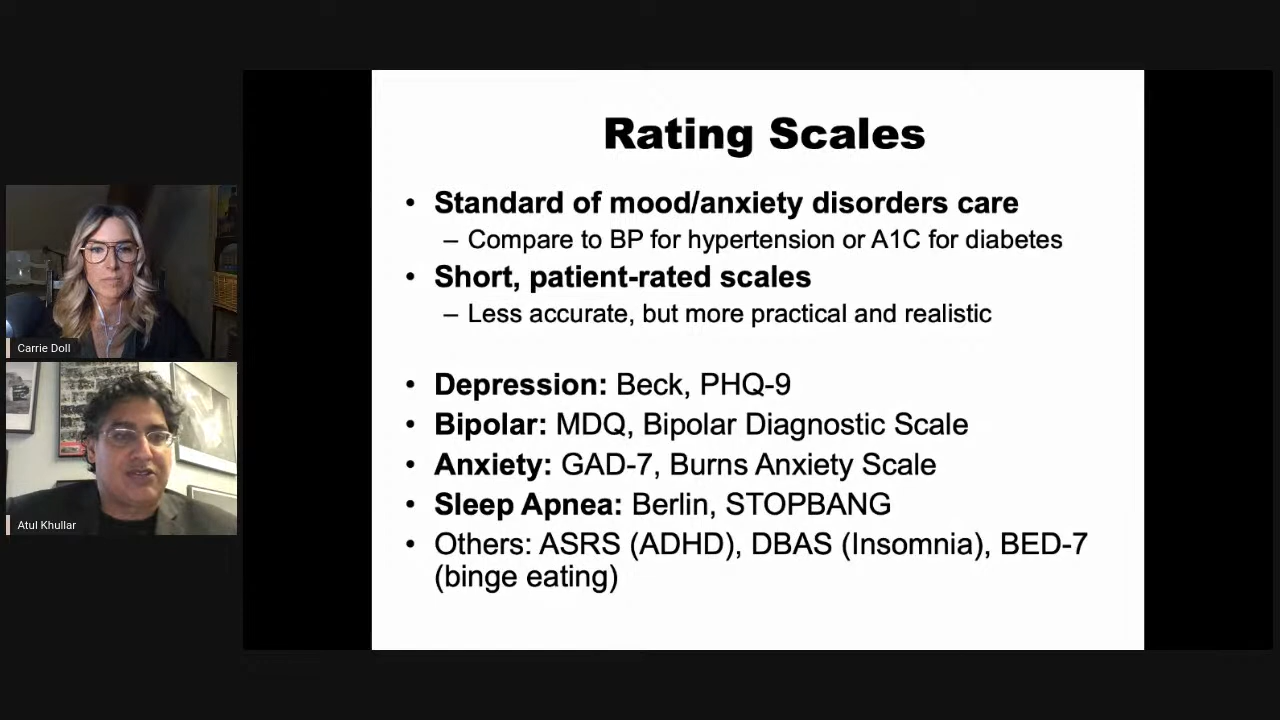 Rating Scales
• Standard of mood/anxiety disorders care
– Compare to BP for hypertension or A1C for diabetes
• Short, patient-rated scales
– Less accurate, but more practical and realistic
• Depression: Beck, PHQ-9
• Bipolar: MDQ, Bipolar Diagnostic Scale
• Anxiety: GAD-7, Burns Anxiety Scale
• Sleep Apnea: Berlin, STOPBANG
• Others: ASRS (ADHD), DBAS (Insomnia), BED-7
(binge eating)
Carrie Doll
Atul Khullar